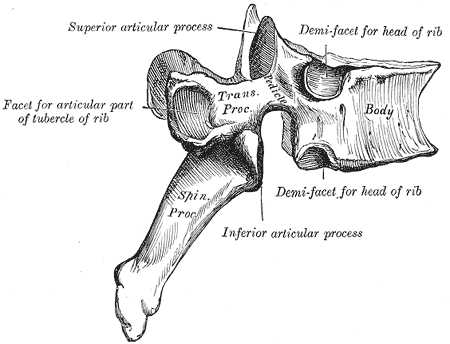 Superior articular process
Demi-facet for head of rib
Facet for articular part
of tubercle of rib
Trans.
Proc.
Pedicle
Body
Spin.
Proc.
Demi-facet for head of rib
Inferior articular process